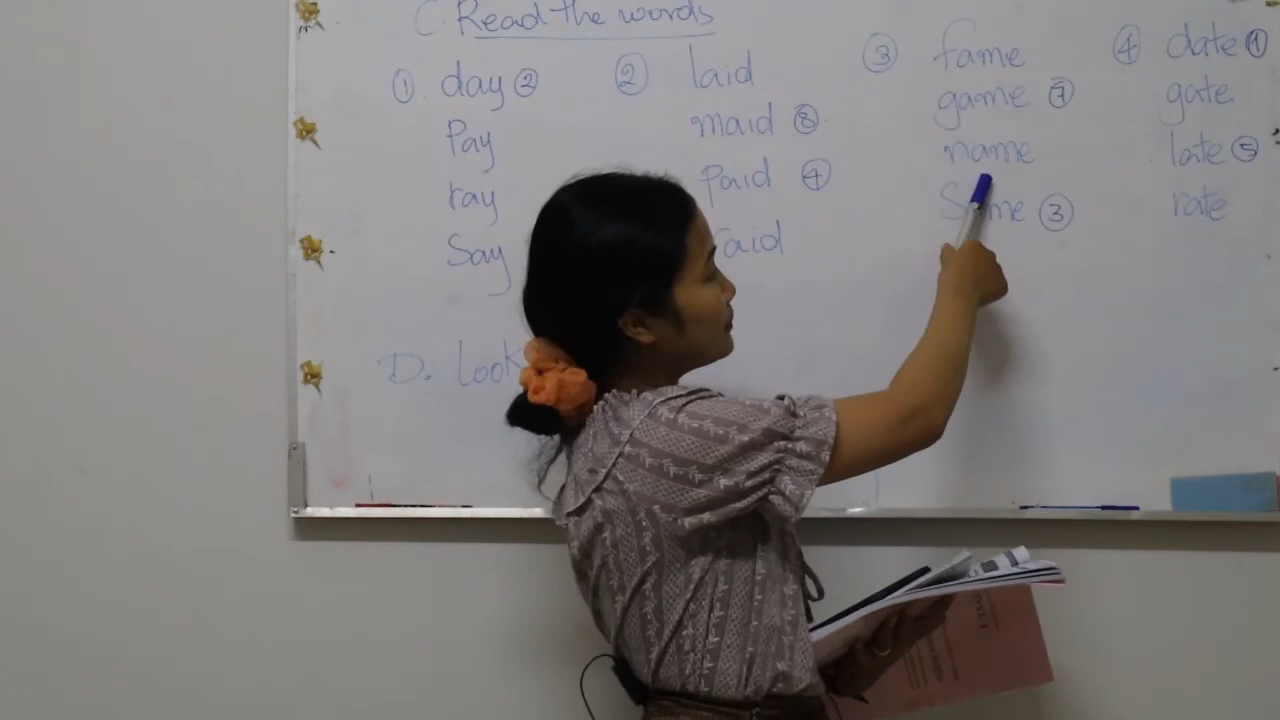 C. Read the words
① day ②
Pay
ray
Say
② laid
maid ⑧
paid ④
raid
③ fame
game ⑦
name
Same ③
④ date ①
gate
late ⑤
rate
D. Look